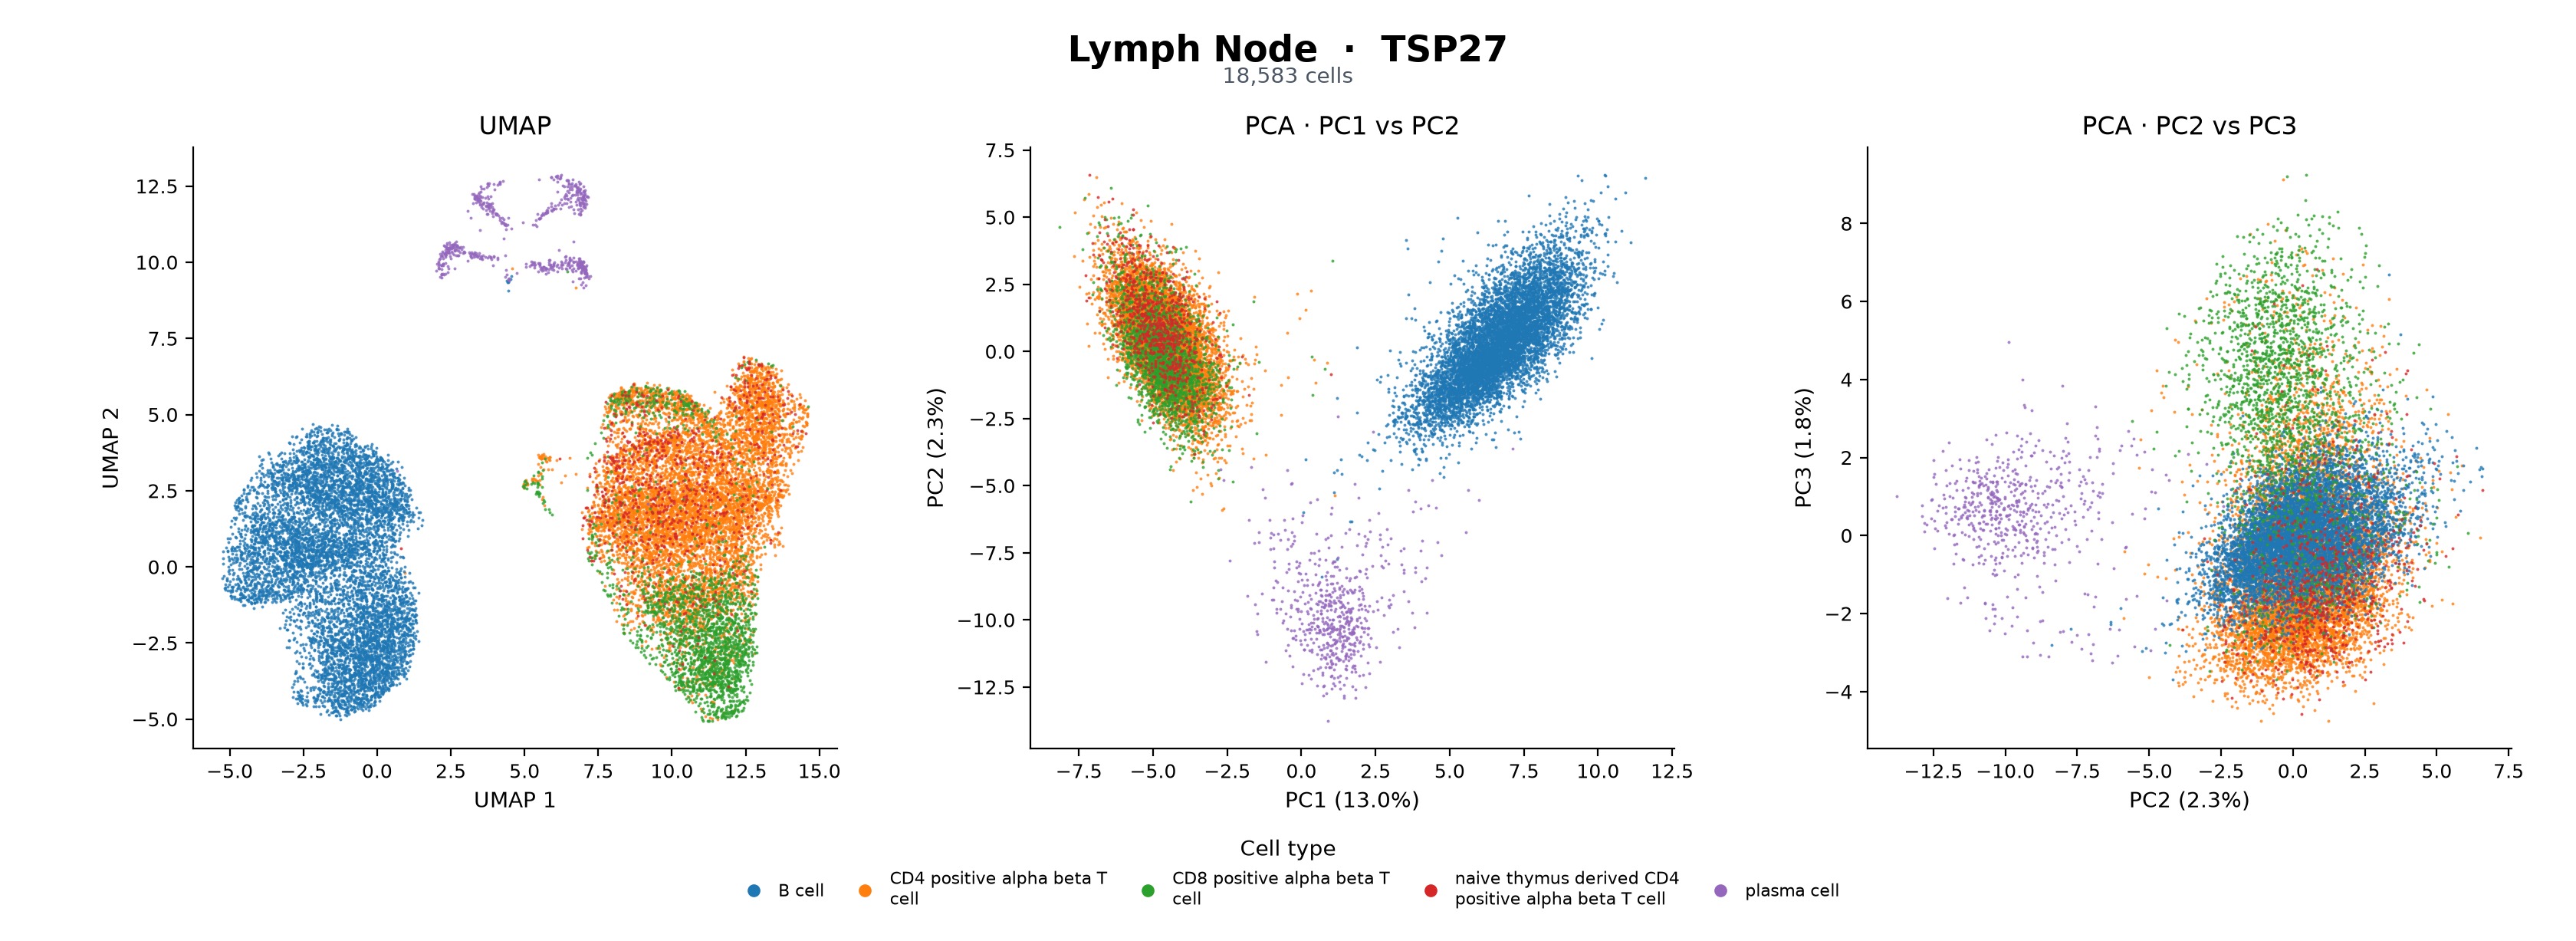 Lymph Node · TSP27
18,583 cells
UMAP
12.5
10.0
7.5
5.0
2.5
0.0
−2.5
−5.0
UMAP 2
−5.0 −2.5 0.0 2.5 5.0 7.5 10.0 12.5 15.0
UMAP 1
PCA · PC1 vs PC2
7.5
5.0
2.5
0.0
−2.5
−5.0
−7.5
−10.0
−12.5
PC2 (2.3%)
−7.5 −5.0 −2.5 0.0 2.5 5.0 7.5 10.0 12.5
PC1 (13.0%)
PCA · PC2 vs PC3
8
6
4
2
0
−2
−4
PC3 (1.8%)
−12.5 −10.0 −7.5 −5.0 −2.5 0.0 2.5 5.0 7.5
PC2 (2.3%)
Cell type
B cell
CD4 positive alpha beta T
cell
CD8 positive alpha beta T
cell
naive thymus derived CD4
positive alpha beta T cell
plasma cell